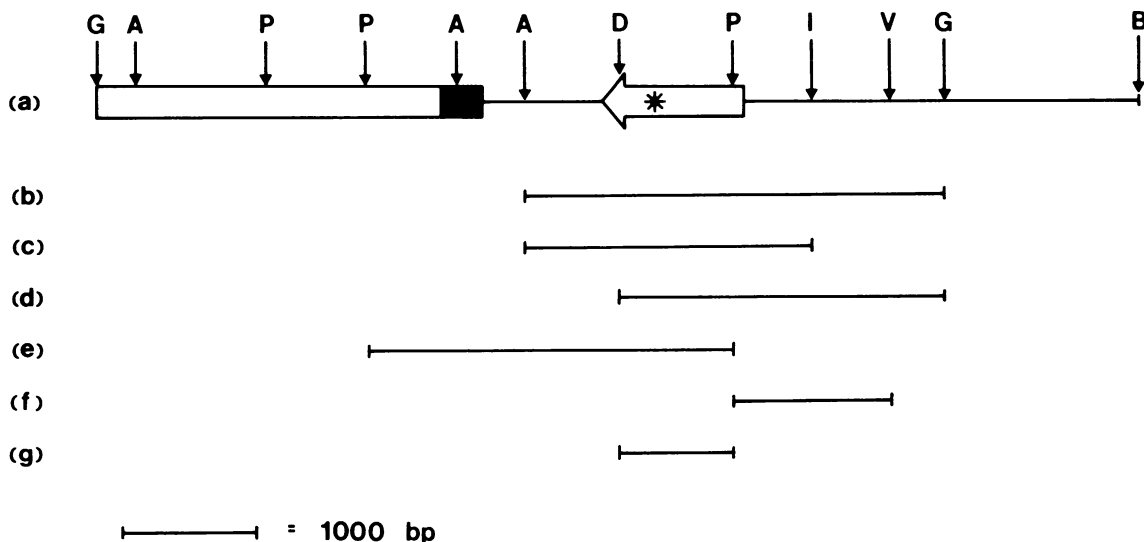 G A P P A A D P I V G B
(a)
(b)
(c)
(d)
(e)
(f)
(g)
= 1000 bp